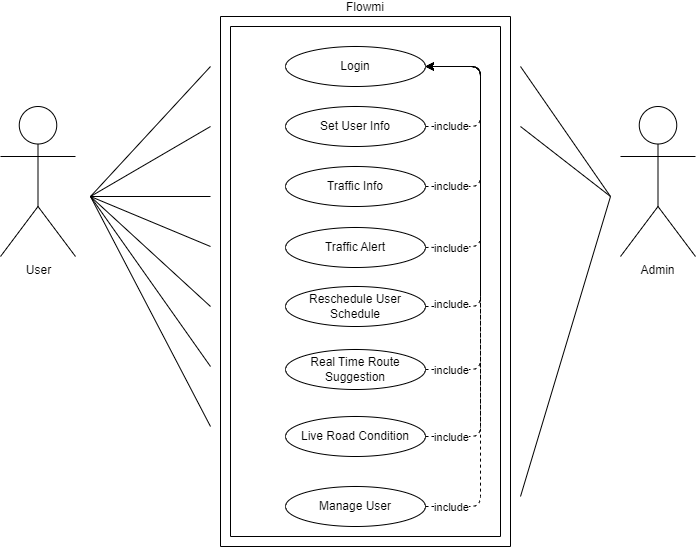 Flowmi
Login
Set User Info
include
Traffic Info
include
Traffic Alert
include
Reschedule User
Schedule
include
Real Time Route
Suggestion
include
Live Road Condition
include
Manage User
include
User
Admin